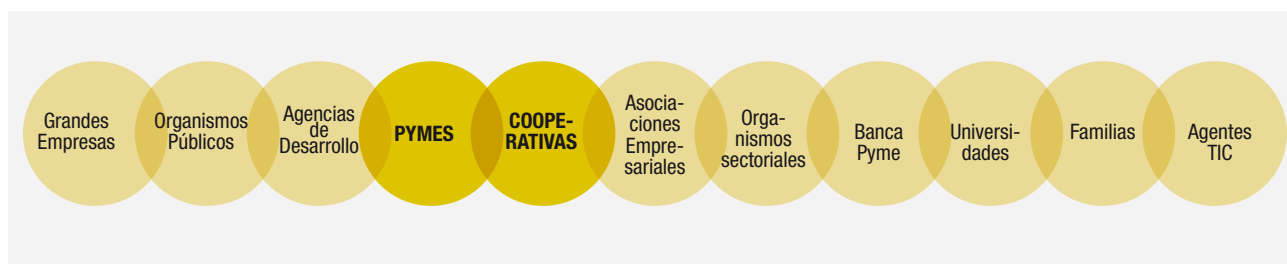 Grandes
Empresas
Organismos
Públicos
Agencias
de
Desarrollo
PYMES
COOPE-
RATIVAS
Asocia-
ciones
Empre-
sariales
Orga-
nismos
sectoriales
Banca
Pyme
Universi-
dades
Familias
Agentes
TIC